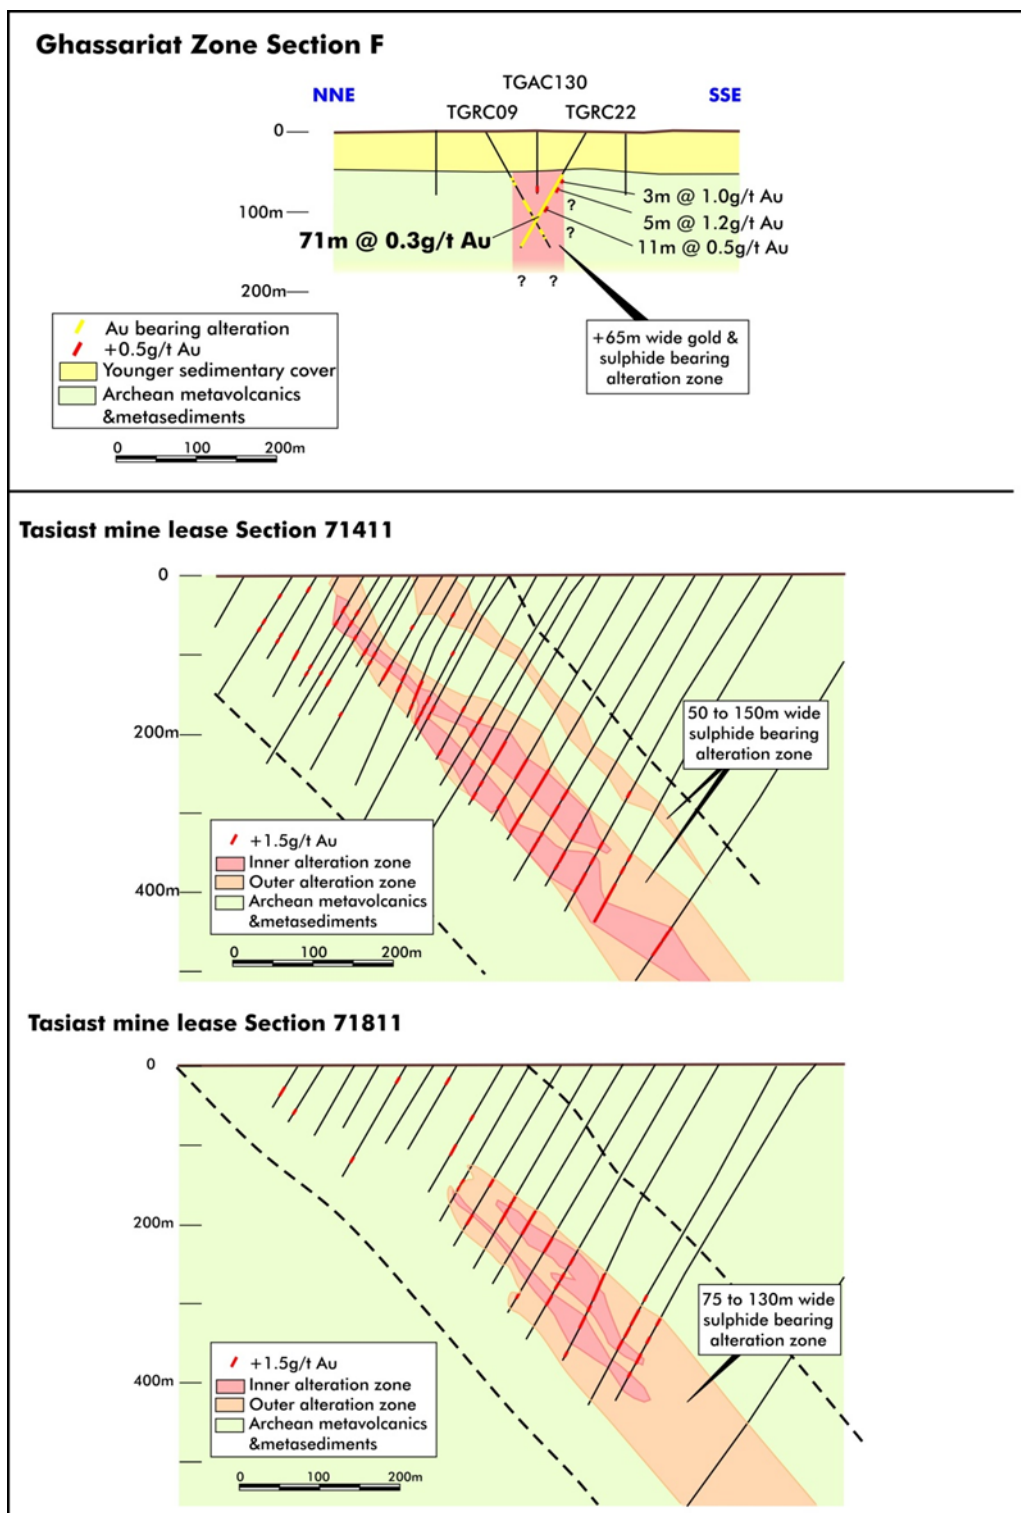 Ghassariat Zone Section F
TGAC130
NNE
SSE
TGRC09
TGRC22
0
3m @ 1.0g/t Au
?
100m
5m @ 1.2g/t Au
?
71m @ 0.3g/t Au
11m @ 0.5g/t Au
? ?
200m
Au bearing alteration
+0.5g/t Au
Younger sedimentary cover
Archean metavolcanics
&metasediments
+65m wide gold &
sulphide bearing
alteration zone
0 100 200m
Tasiast mine lease Section 71411
0
200m
400m
50 to 150m wide
sulphide bearing
alteration zone
+1.5g/t Au
Inner alteration zone
Outer alteration zone
Archean metavolcanics
&metasediments
0 100 200m
Tasiast mine lease Section 71811
0
200m
400m
75 to 130m wide
sulphide bearing
alteration zone
+1.5g/t Au
Inner alteration zone
Outer alteration zone
Archean metavolcanics
&metasediments
0 100 200m